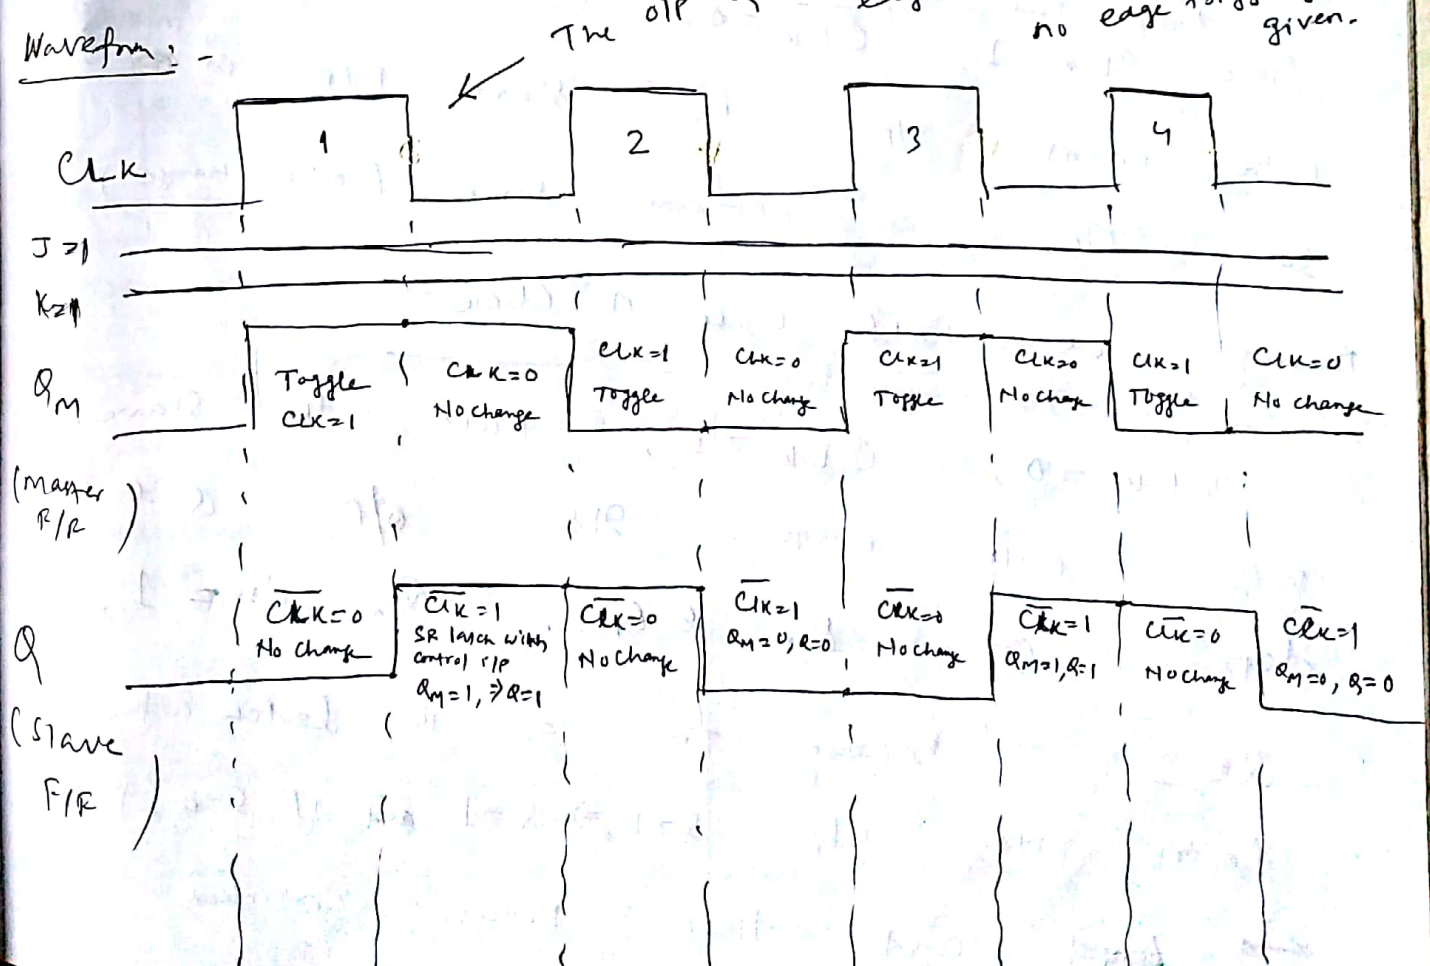 The o/p
no edge
given.
Waveform :-
CLK
1
2
3
4
J=1
K=1
QM
Toggle
CLK=1
CLK=0
No change
CLK=1
Toggle
CLK=0
No change
CLK=1
Toggle
CLK=0
No change
CLK=1
Toggle
CLK=0
No change
(Master
F/F)
Q
CLK̅=0
No change
CLK̅=1
SR latch with
control i/p
QM=1, ⇒Q=1
CLK̅=0
No change
CLK̅=1
QM=0, Q=0
CLK̅=0
No change
CLK̅=1
QM=1, Q=1
CLK̅=0
No change
CLK̅=1
QM=0, Q=0
(Slave
F/F)